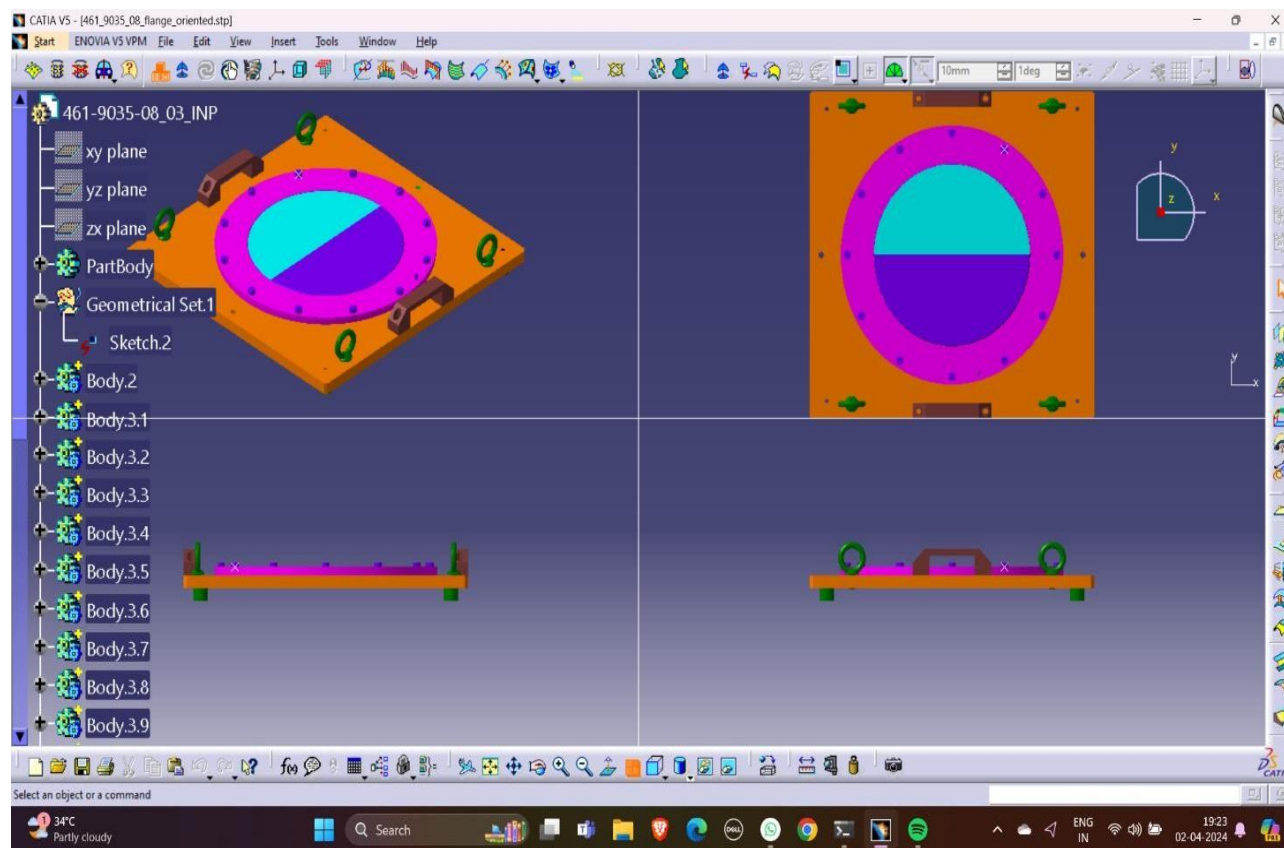 CATIA V5 - [461_9035_08_flange_oriented.stp]
Start ENOVIA V5 VPM File Edit View Insert Tools Window Help
10mm 1deg
461-9035-08_03_INP
xy plane
yz plane
zx plane
PartBody
Geometrical Set.1
Sketch.2
Body.2
Body.3.1
Body.3.2
Body.3.3
Body.3.4
Body.3.5
Body.3.6
Body.3.7
Body.3.8
Body.3.9
y
z x
y
x
f(x)
CATI
Select an object or a command
1 34°C
Partly cloudy
Search
DELL
ENG
IN
19:23
02-04-2024